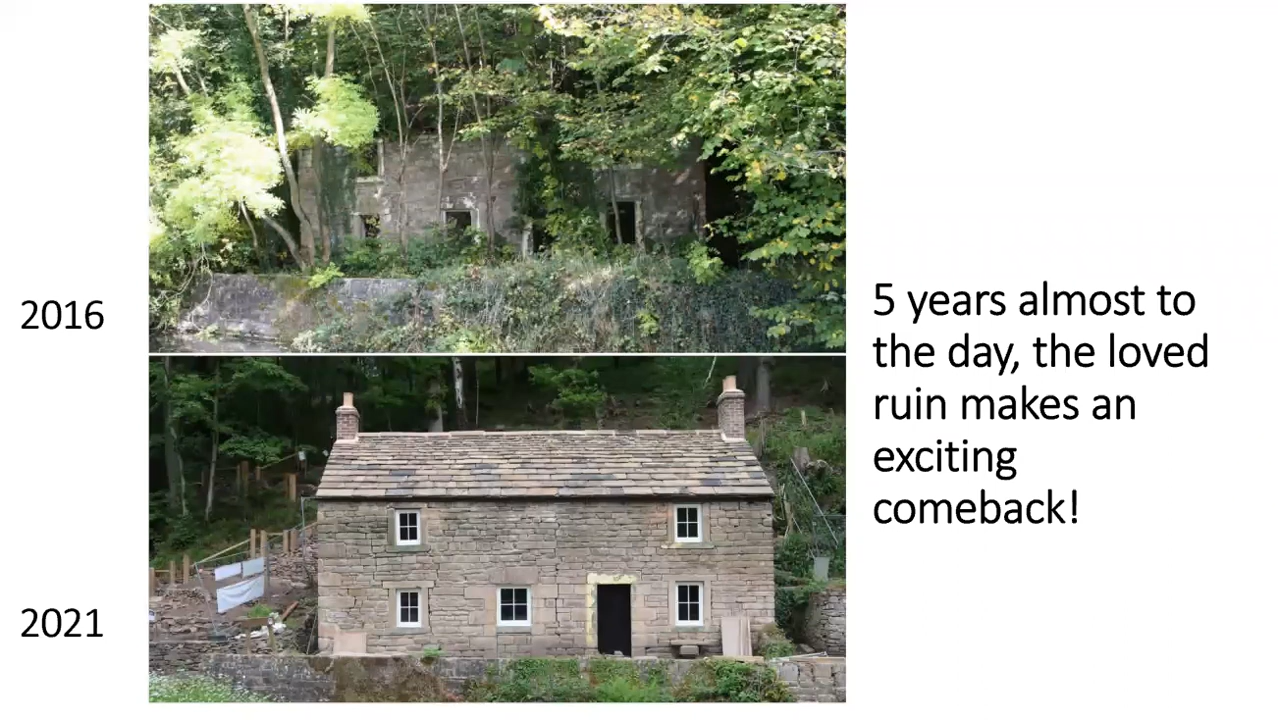 2016
5 years almost to
the day, the loved
ruin makes an
exciting
comeback!
2021